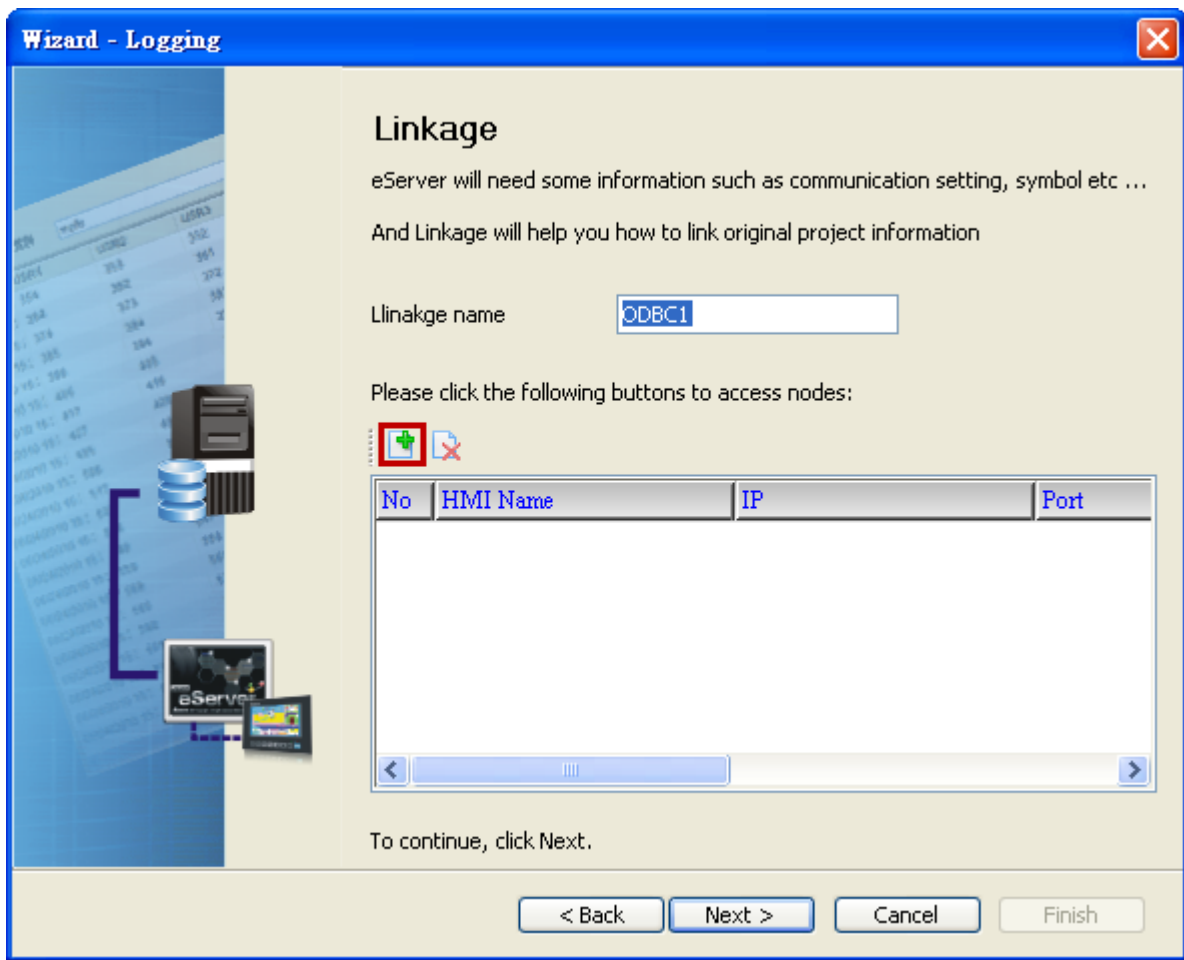 Wizard - Logging
Linkage
eServer will need some information such as communication setting, symbol etc ...
And Linkage will help you how to link original project information
Llinakge name ODBC1
Please click the following buttons to access nodes:
No HMI Name IP Port
eServer
To continue, click Next.
< Back Next > Cancel Finish